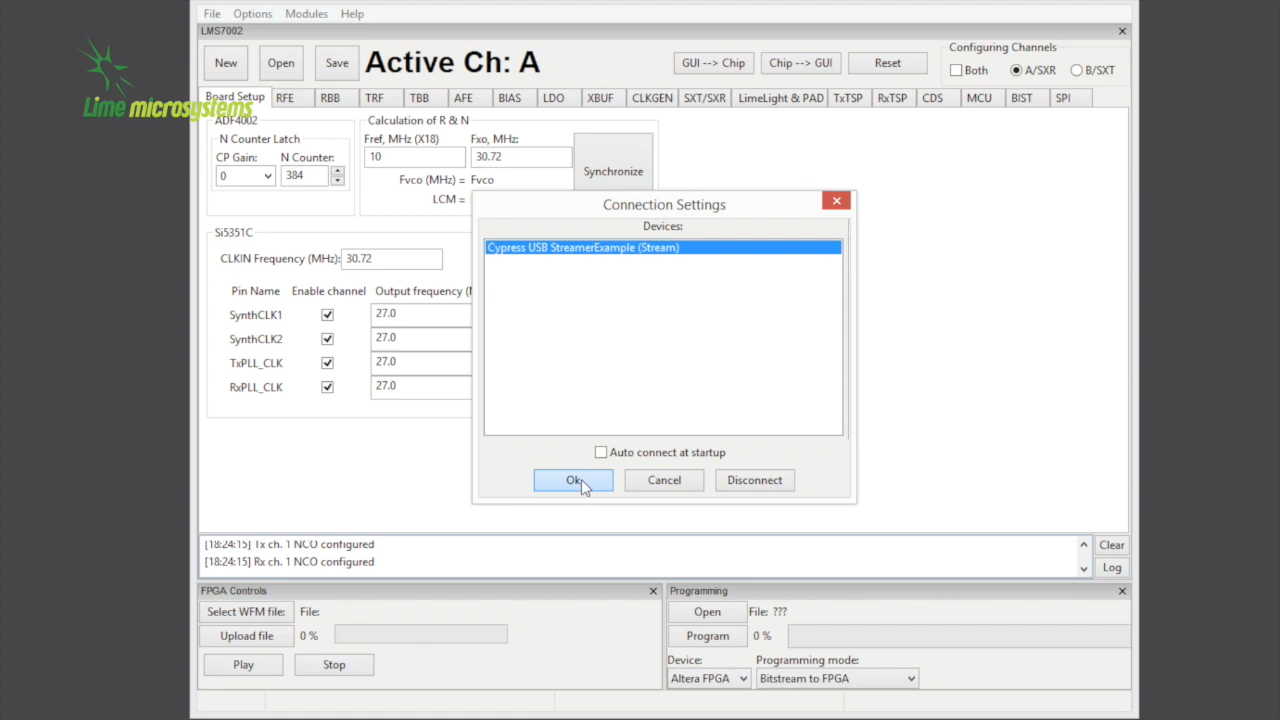 File Options Modules Help
LMS7002
New Open Save Active Ch: A GUI --> Chip Chip --> GUI Reset Configuring Channels
Both A/SXR B/SXT
Lime microsystems
Board Setup RFE RBB TRF TBB AFE BIAS LDO XBUF CLKGEN SXT/SXR LimeLight & PAD TxTSP RxTSP CDS MCU BIST SPI
ADF4002
N Counter Latch
CP Gain: N Counter:
0 384
Calculation of R & N
Fref, MHz (X18) Fxo, MHz:
10 30.72
Synchronize
Fvco (MHz) = Fvco
LCM =
Si5351C
CLKIN Frequency (MHz): 30.72
Pin Name Enable channel Output frequency (
SynthCLK1 27.0
SynthCLK2 27.0
TxPLL_CLK 27.0
RxPLL_CLK 27.0
Connection Settings
Devices:
Cypress USB StreamerExample (Stream)
Auto connect at startup
Ok Cancel Disconnect
[18:24:15] Tx ch. 1 NCO configured
[18:24:15] Rx ch. 1 NCO configured
Clear
Log
FPGA Controls
Select WFM file: File:
Upload file 0 %
Play Stop
Programming
Open File: ???
Program 0 %
Device: Programming mode:
Altera FPGA Bitstream to FPGA